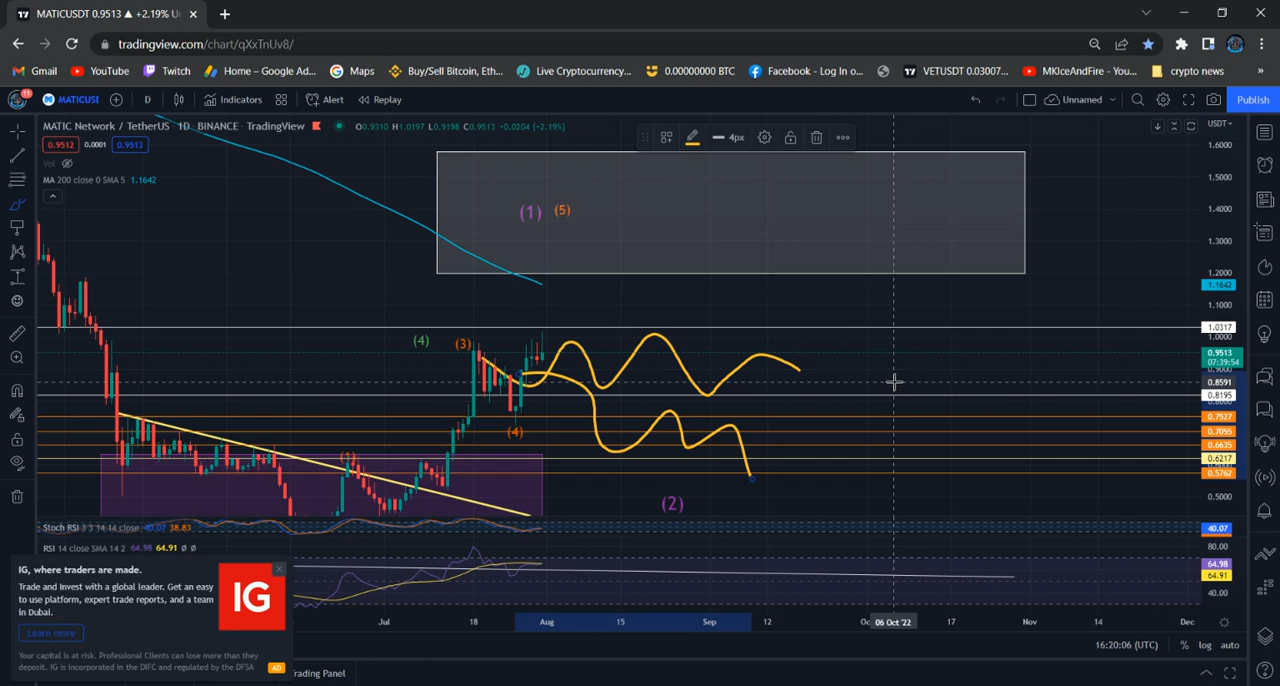 MATICUSDT 0.9513 ▲ +2.19% U
tradingview.com/chart/qXxTnUv8/
Gmail YouTube Twitch Home – Google Ad... Maps Buy/Sell Bitcoin, Et... Live Cryptocurrency... 0.00000000 BTC Facebook - Log In o... VETUSDT 0.03007... MKIceAndFire - You... crypto news »
11 MATICUSI D Indicators Alert Replay Unnamed Publish
MATIC Network / TetherUS · 1D · BINANCE · TradingView O0.9310 H1.0197 L0.9198 C0.9513 +0.0204 (+2.19%) USDT
0.9512 0.0001 0.9513
4px
Vol
MA 200 close 0 SMA 5 1.1642
1.6000
1.5000
1.4000
1.3000
1.2000
1.1642
1.1000
1.0317
1.0000
0.9513
07:39:54
0.8591
0.8195
0.7527
0.7055
0.6635
0.6217
0.5762
0.5000
(1) (5)
(4) (3)
(4)
(1)
(2)
Stoch RSI 3 3 14 14 close 40.07 38.83
40.07
RSI 14 close SMA 14 2 64.98 64.91 Ø Ø
80.00
64.98
64.91
40.00
Jul Aug 15 Sep 12 06 Oct '22 17 Nov 14 Dec
IG, where traders are made.
Trade and Invest with a global leader. Get an easy
to use platform, expert trade reports, and a team
in Dubai.
IG
Learn more
Your capital is at risk. Professional Clients can lose more than they
deposit. IG is incorporated in the DIFC and regulated by the DFSA
AD
16:20:06 (UTC) % log auto
rading Panel